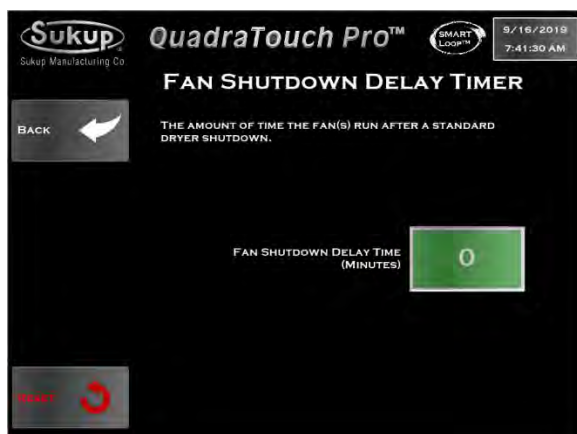 Sukup
Sukup Manufacturing Co
QuadraTouch Pro™
SMART
LOOP™
9/16/2019
7:41:30 AM
FAN SHUTDOWN DELAY TIMER
BACK
THE AMOUNT OF TIME THE FAN(S) RUN AFTER A STANDARD
DRYER SHUTDOWN.
FAN SHUTDOWN DELAY TIME
(MINUTES)
0
RESET